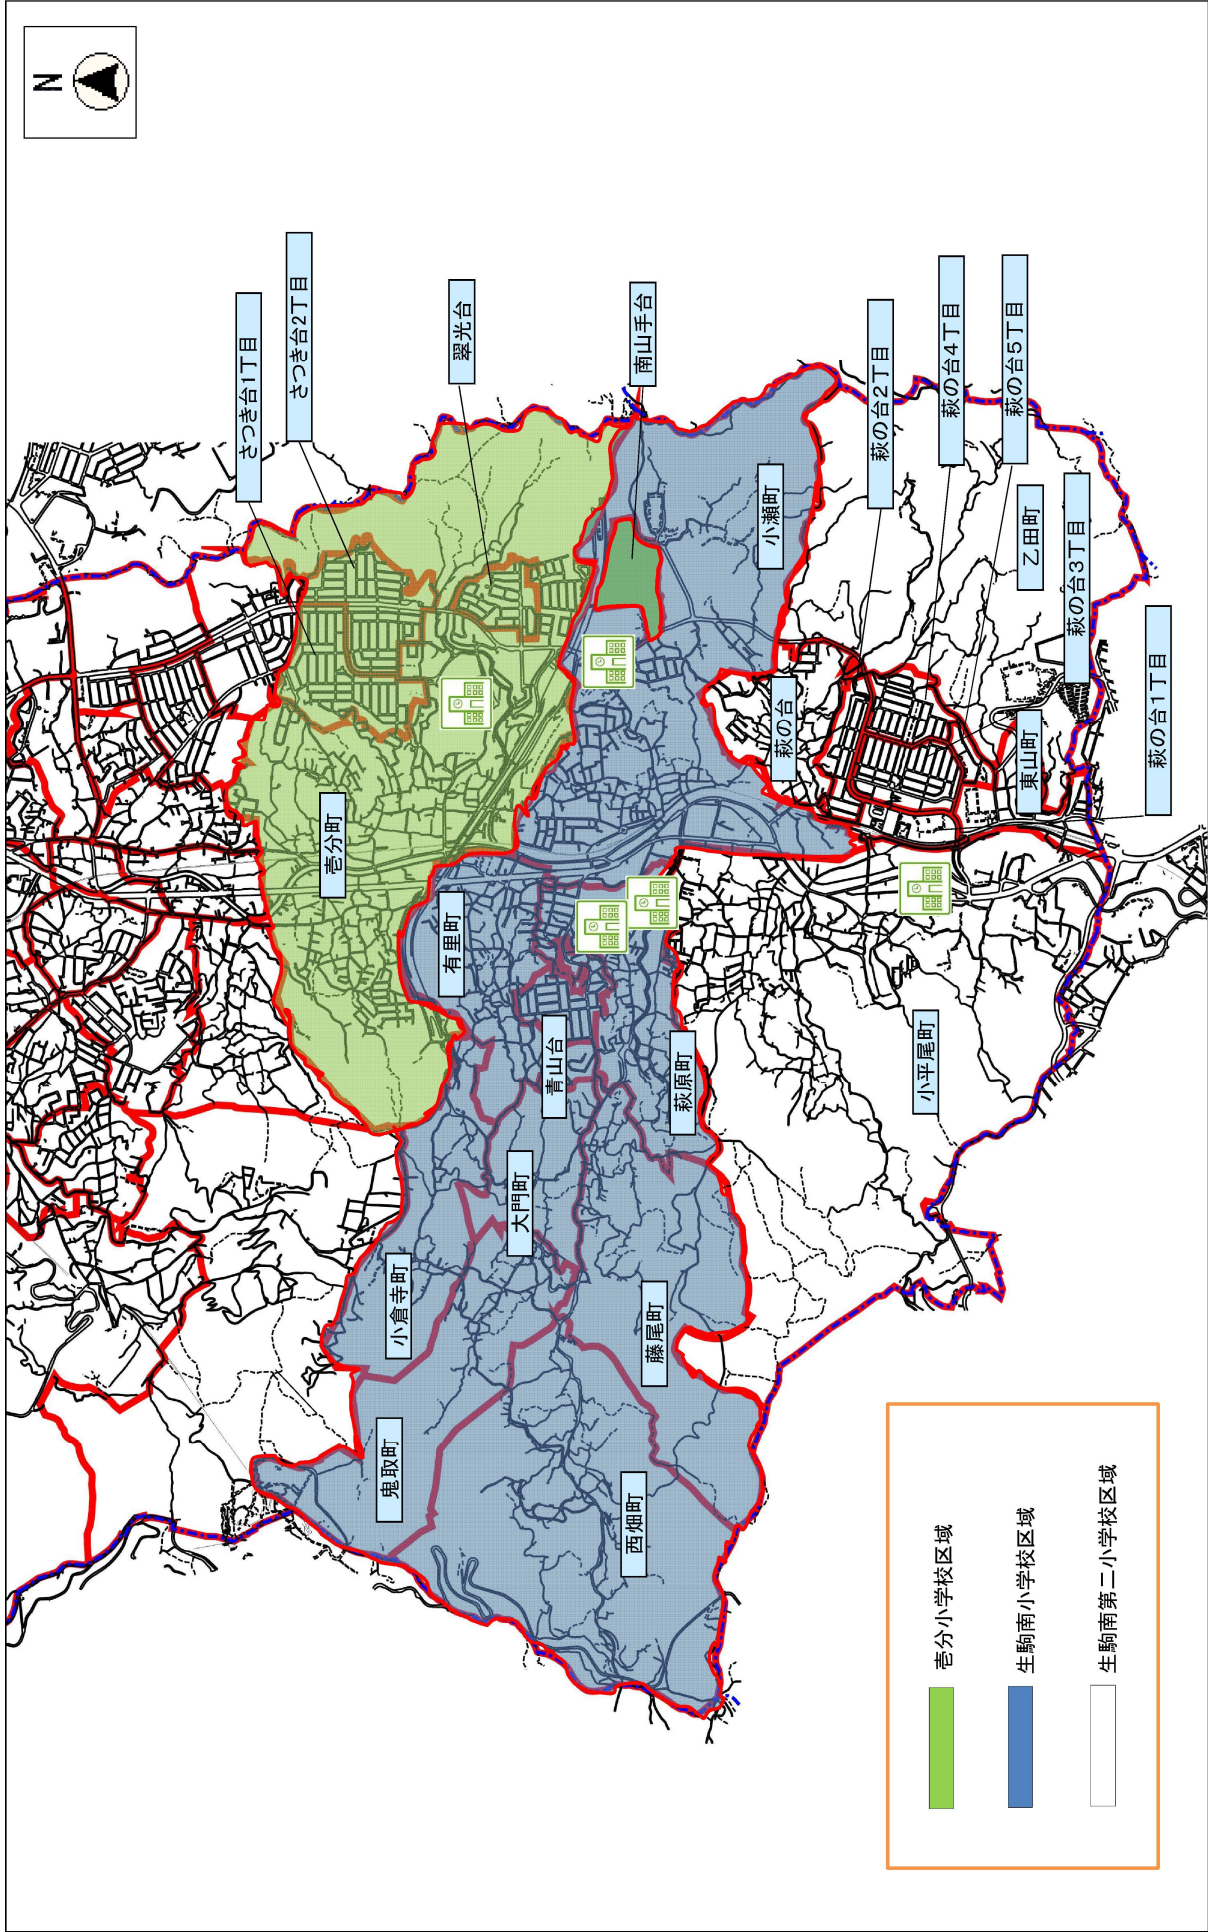 N
さつき台1丁目
さつき台2丁目
翠光台
南山手台
壱分町
有里町
小瀬町
萩の台2丁目
萩の台4丁目
萩の台5丁目
乙田町
萩の台3丁目
萩の台
東山町
萩の台1丁目
青山台
萩原町
小平尾町
大門町
小倉寺町
藤尾町
鬼取町
西畑町
壱分小学校区域
生駒南小学校区域
生駒南第二小学校区域